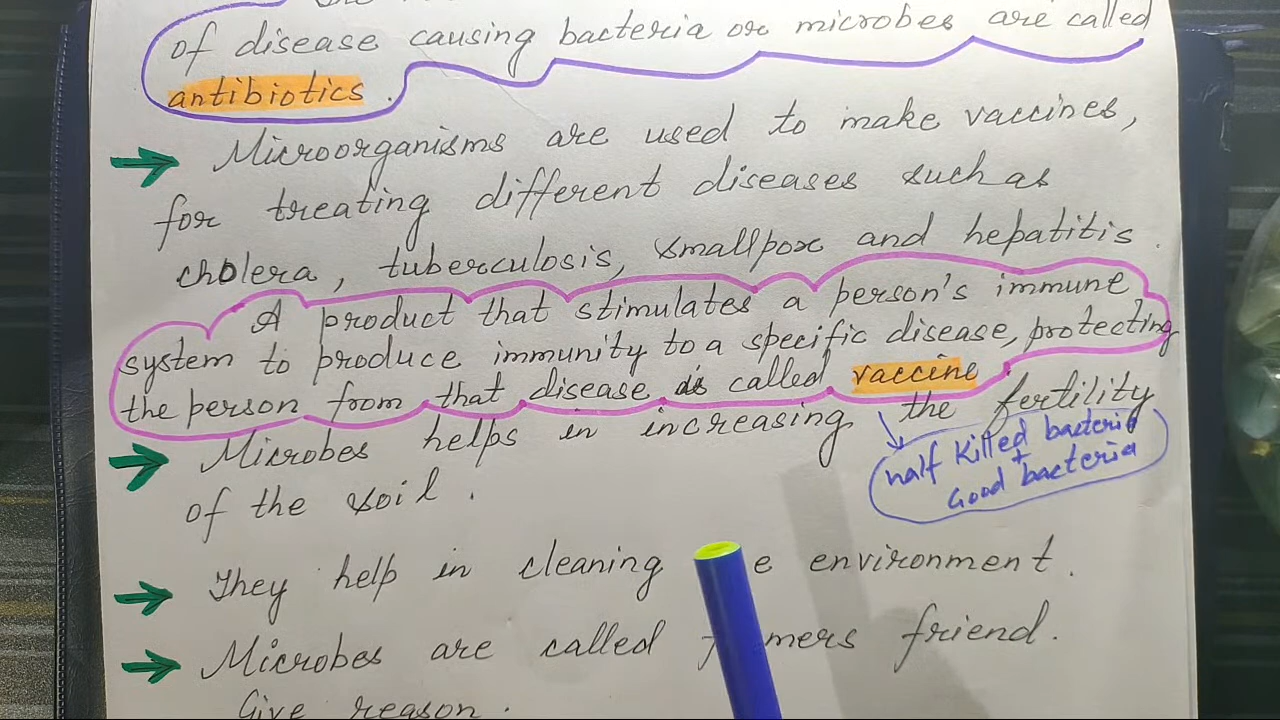 of disease causing bacteria or microbes are called
antibiotics.
→ Microorganisms are used to make vaccines,
for treating different diseases such as
cholera, tuberculosis, smallpox and hepatitis.
A product that stimulates a person's immune
system to produce immunity to a specific disease, protecting
the person from that disease is called vaccine.
→ Microbes helps in increasing the fertility
of the soil.
half killed bacteria
+
Good bacteria
→ They help in cleaning e environment.
→ Microbes are called f mers friend.
Give reason.